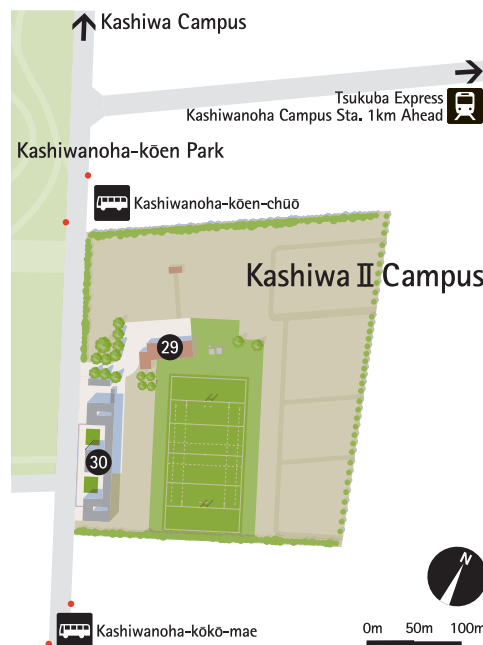 Kashiwa Campus
Tsukuba Express
Kashiwanoha Campus Sta. 1km Ahead
Kashiwanoha-kōen Park
Kashiwanoha-kōen-chūō
Kashiwa Ⅱ Campus
29
30
N
Kashiwanoha-kōkō-mae
0m 50m 100m